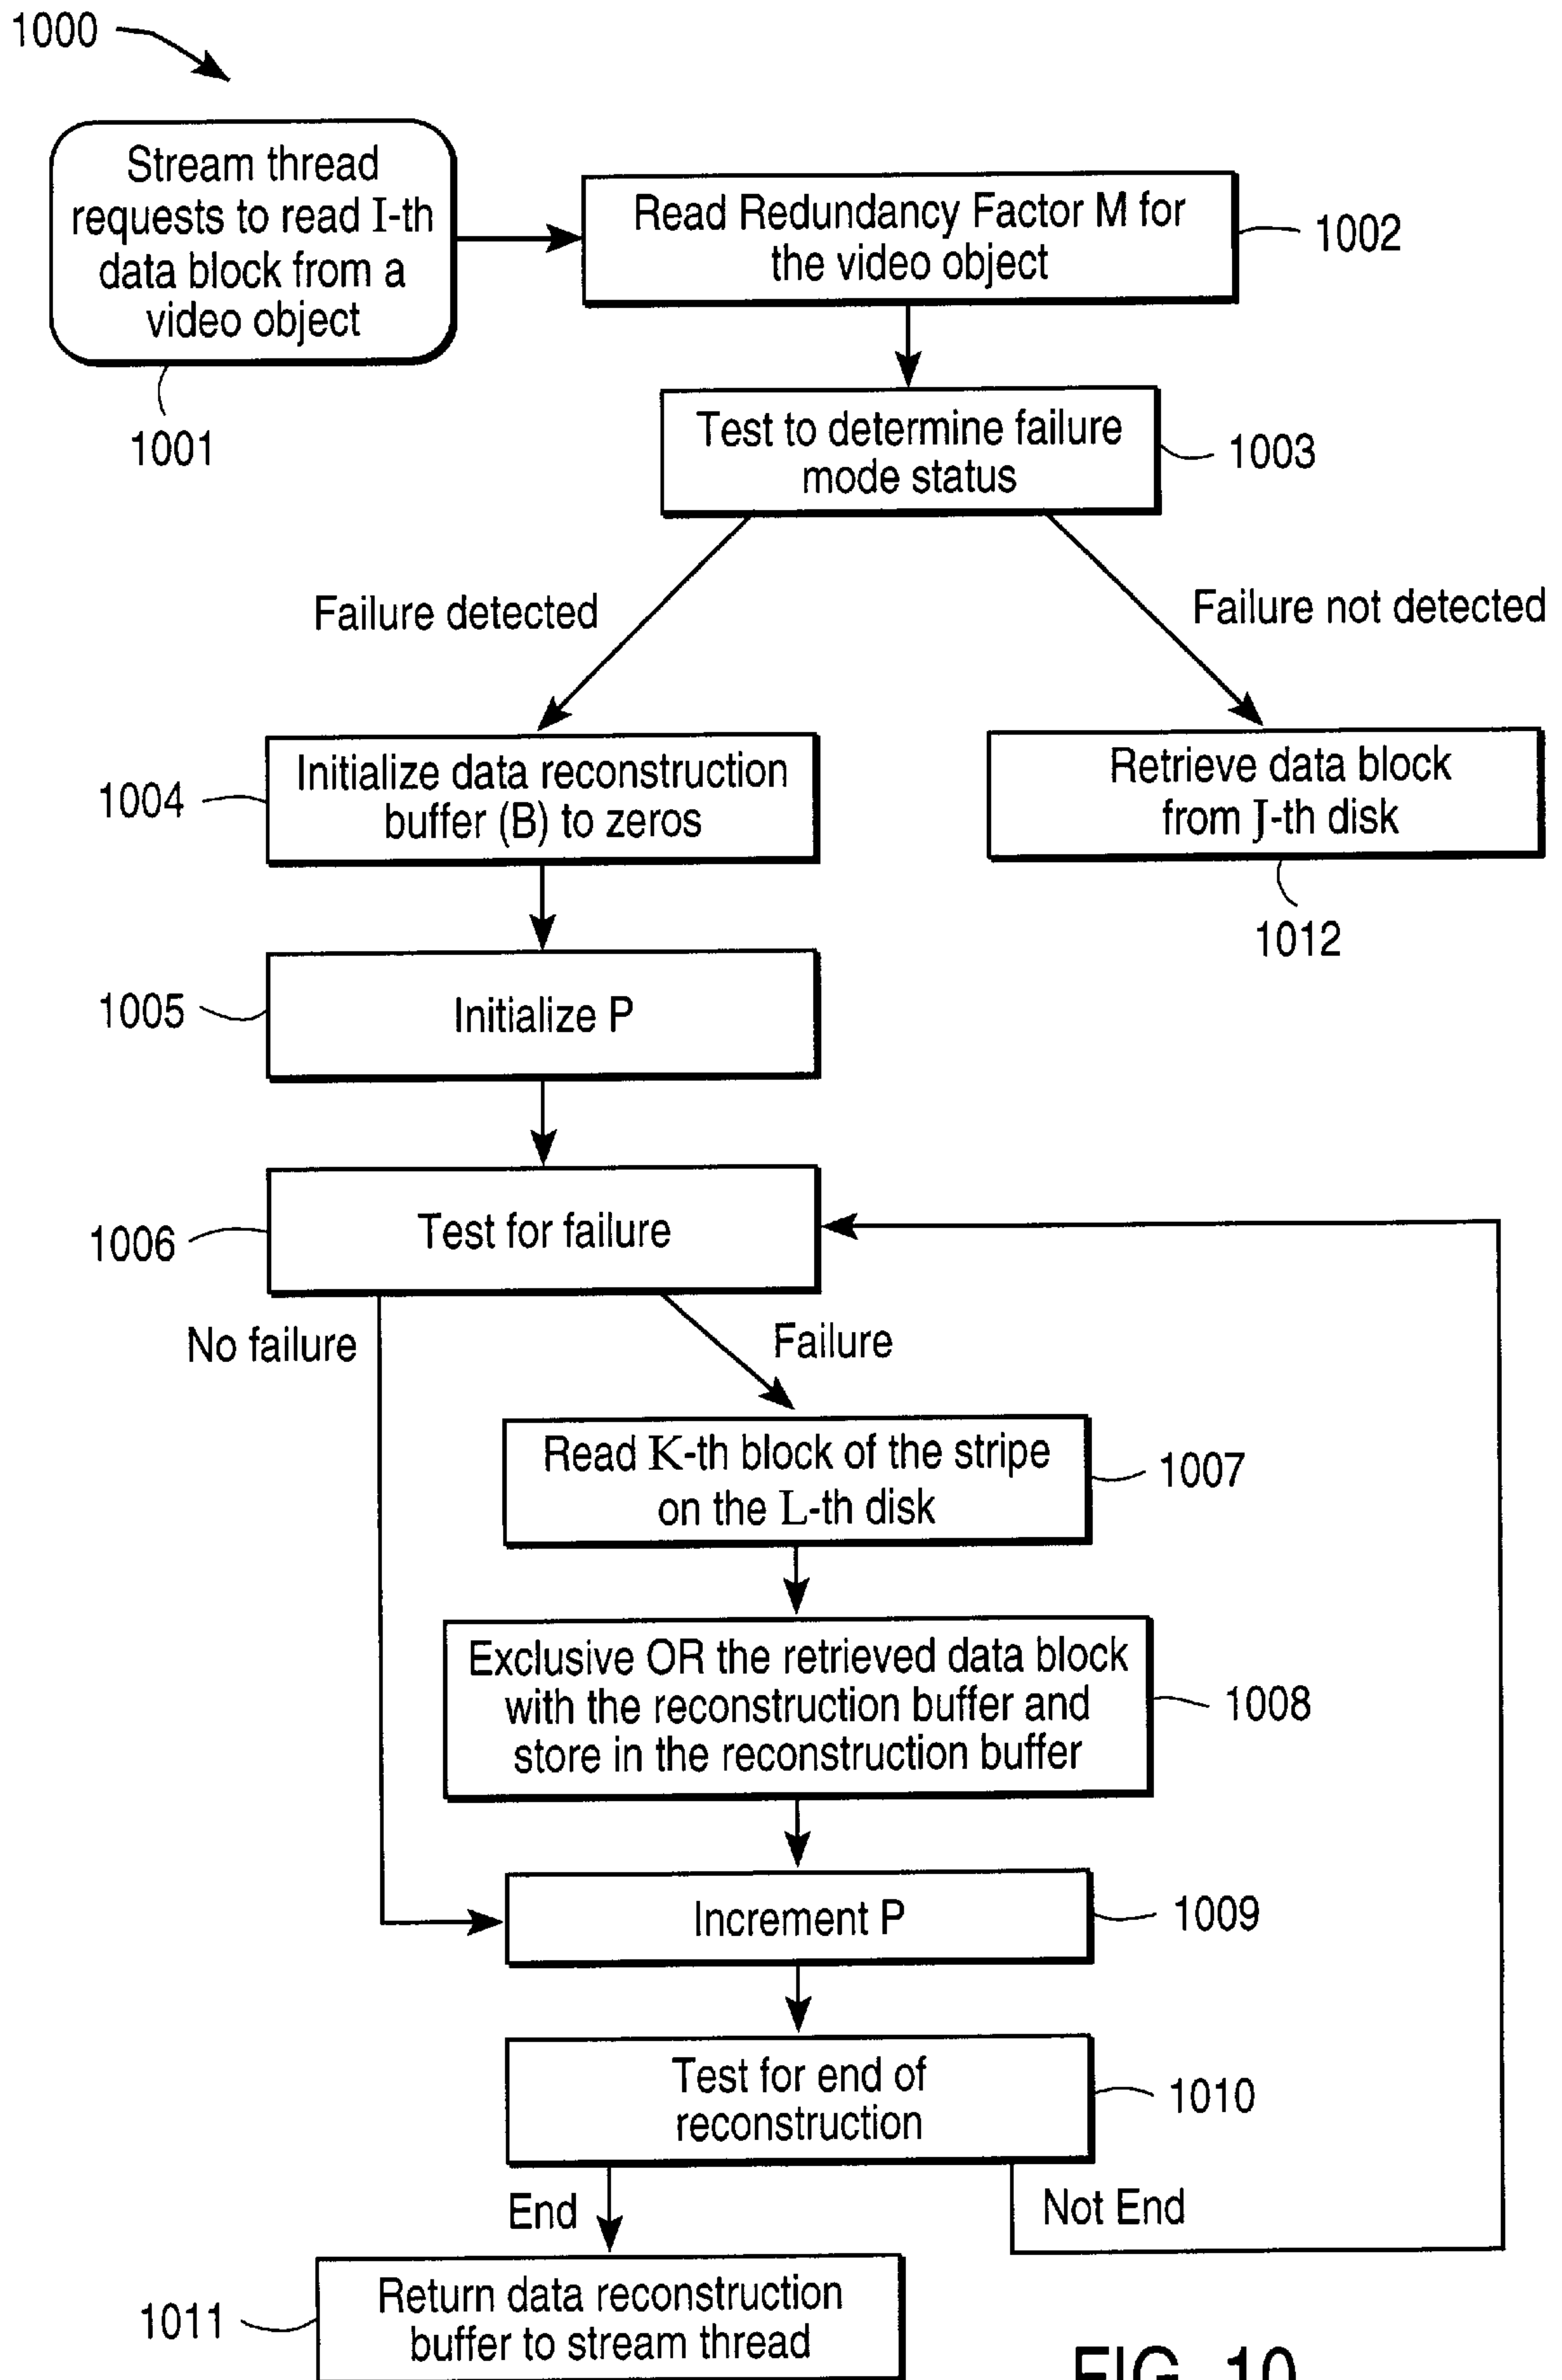 1000
Stream thread
requests to read I-th
data block from a
video object
1001
Read Redundancy Factor M for
the video object
1002
Test to determine failure
mode status
1003
Failure detected
Failure not detected
Initialize data reconstruction
buffer (B) to zeros
1004
Retrieve data block
from J-th disk
1012
Initialize P
1005
Test for failure
1006
No failure
Failure
Read K-th block of the stripe
on the L-th disk
1007
Exclusive OR the retrieved data block
with the reconstruction buffer and
store in the reconstruction buffer
1008
Increment P
1009
Test for end of
reconstruction
1010
End
Not End
Return data reconstruction
buffer to stream thread
1011
FIG. 10